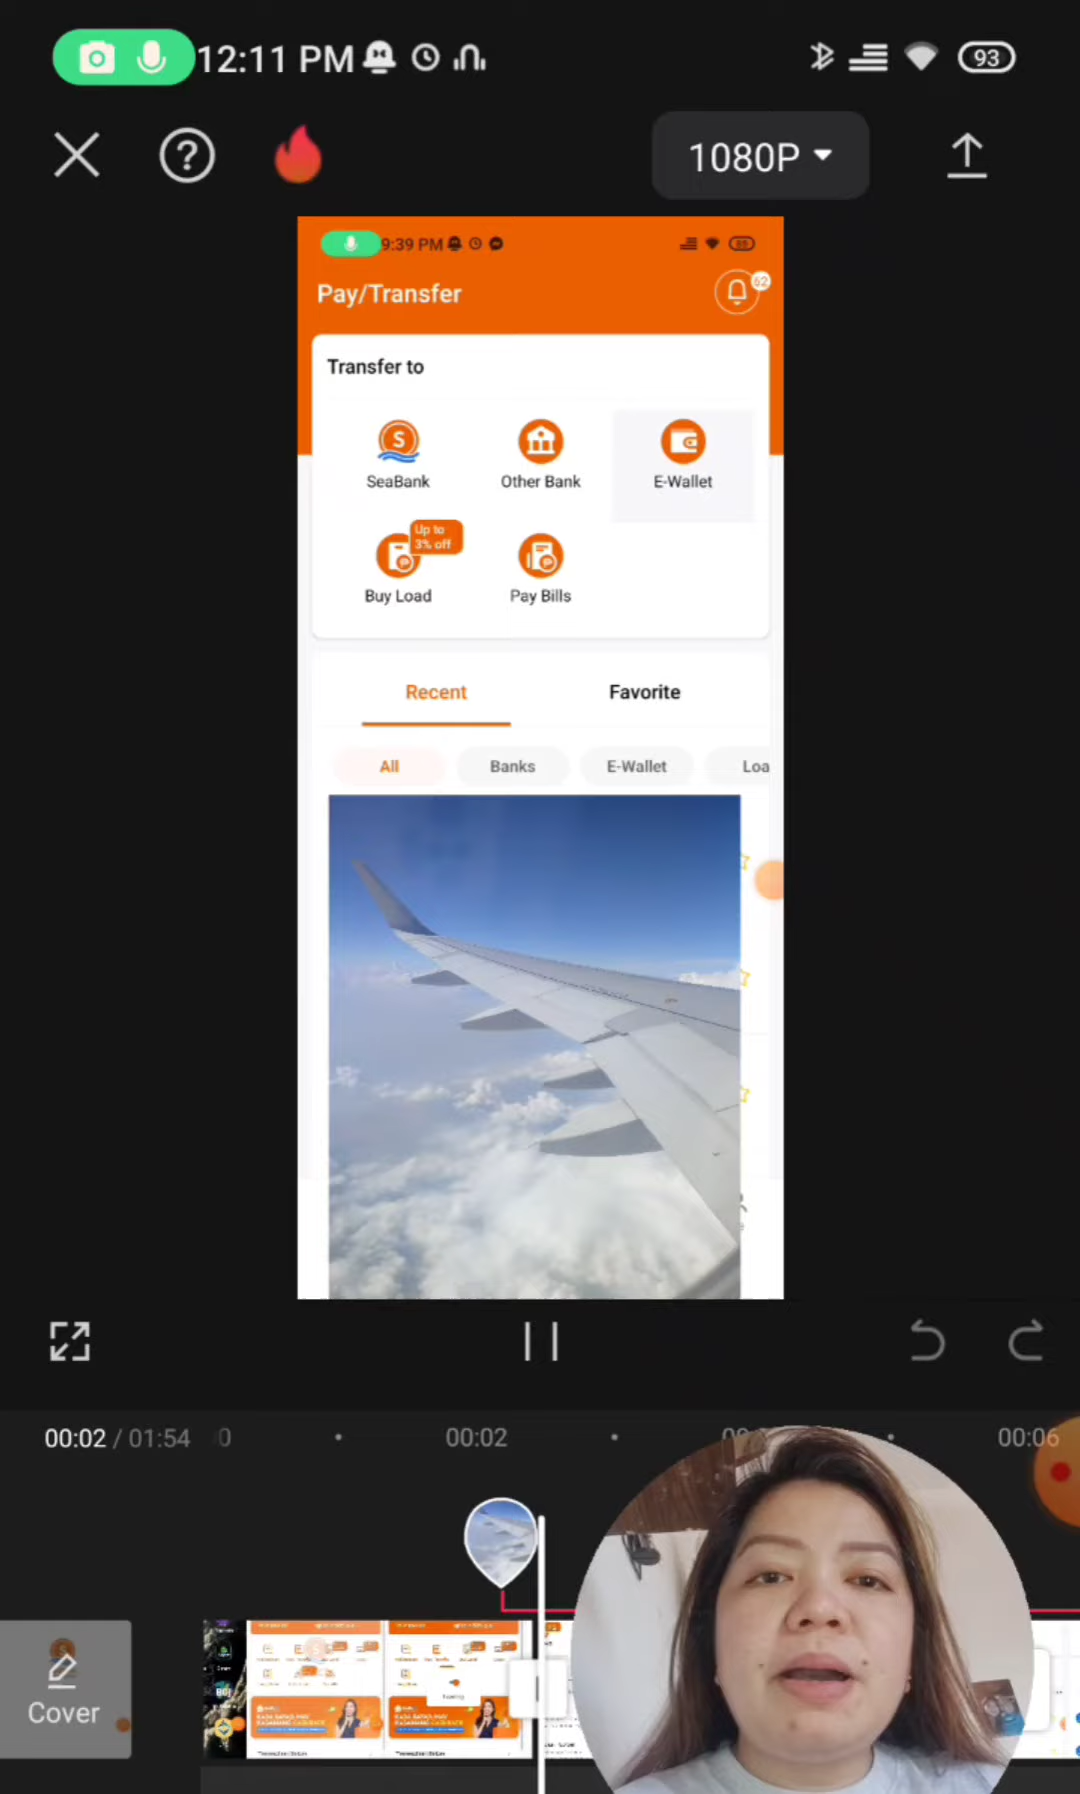 12:11 PM
93
1080P
9:39 PM
Pay/Transfer
62
Transfer to
SeaBank
Other Bank
E-Wallet
Up to
3% off
Buy Load
Pay Bills
Recent
Favorite
All
Banks
E-Wallet
Loa
00:02 / 01:54
00:02
00:06
Cover